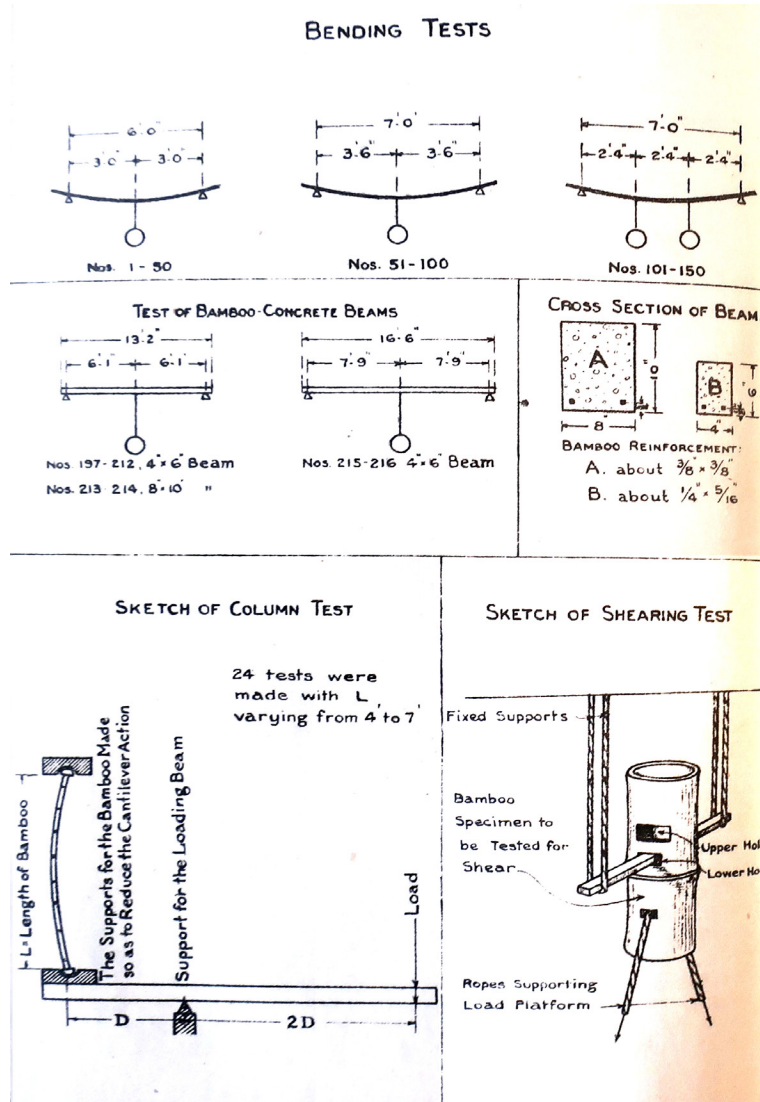 BENDING TESTS
6'-0"
3'-0" 3'-0"
Nos. 1-50
7'-0"
3'-6" 3'-6"
Nos. 51-100
7'-0"
2'-4" 2'-4" 2'-4"
Nos. 101-150
TEST OF BAMBOO-CONCRETE BEAMS
13'-2"
6'-1" 6'-1"
Nos. 197-212, 4"×6" Beam
Nos. 213-214, 8"×10" "
16'-6"
7'-9" 7'-9"
Nos. 215-216 4"×6" Beam
CROSS SECTION OF BEAM
A
10"
8"
B
6"
4"
BAMBOO REINFORCEMENT:
A. about 3/8" × 3/8"
B. about 1/4" × 5/16"
SKETCH OF COLUMN TEST
24 tests were
made with L
varying from 4' to 7'
L=Length of Bamboo
The Supports for the Bamboo Made
so as to Reduce the Cantilever Action
Support for the Loading Beam
Load
D
2D
SKETCH OF SHEARING TEST
Fixed Supports
Bamboo
Specimen to
be Tested for
Shear
Upper Hol
Lower Ho
Ropes Supporting
Load Platform